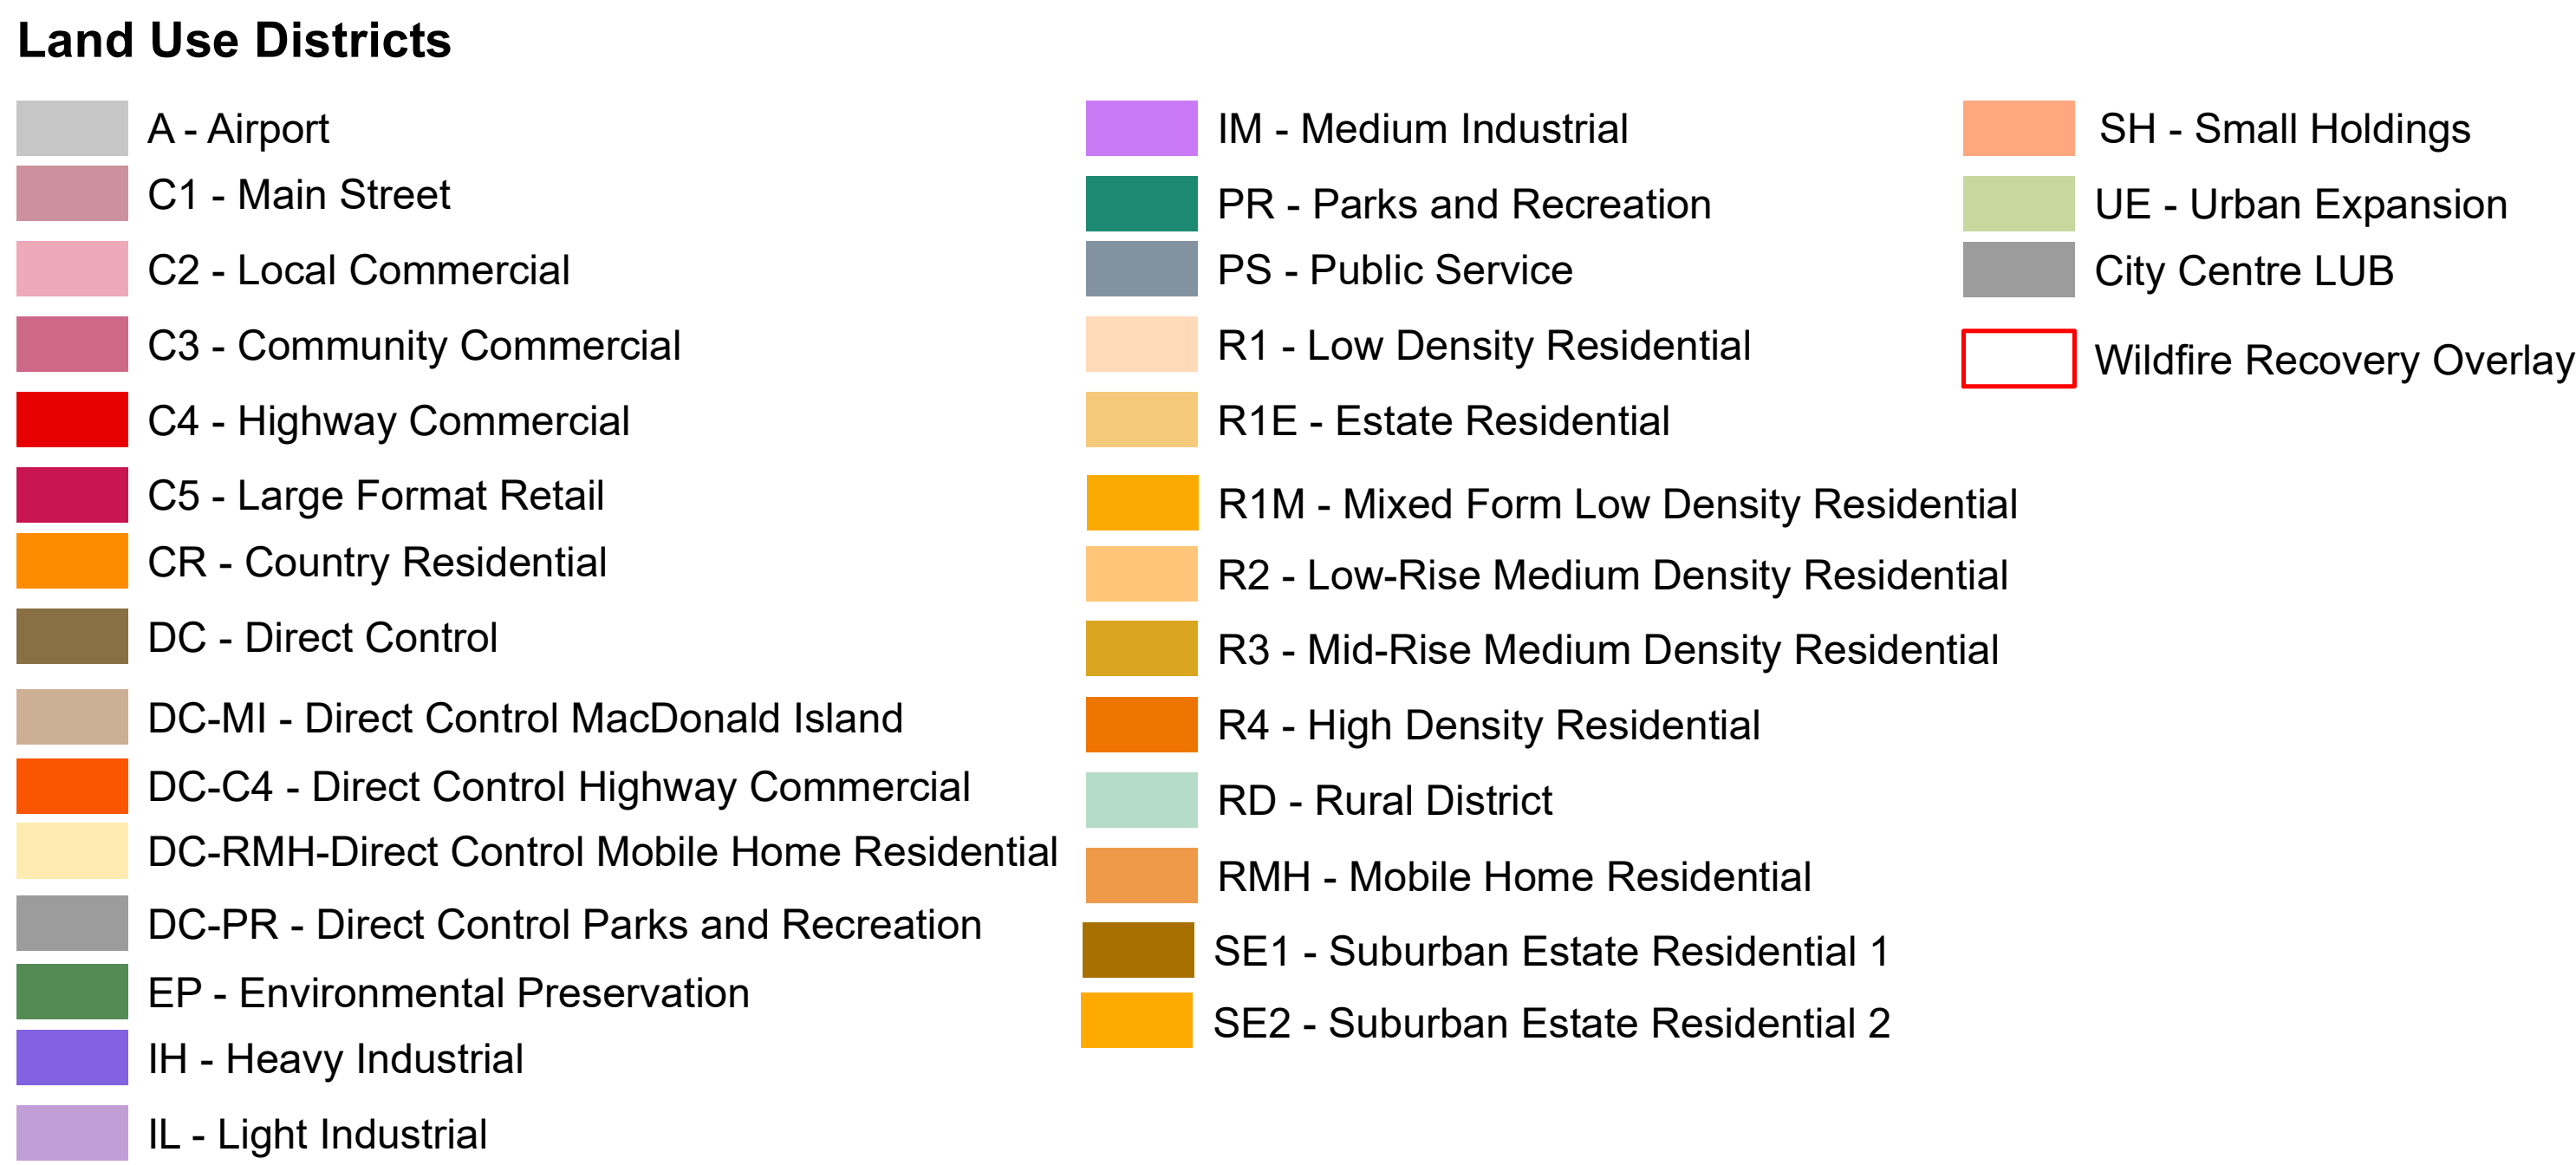 Land Use Districts
A - Airport
C1 - Main Street
C2 - Local Commercial
C3 - Community Commercial
C4 - Highway Commercial
C5 - Large Format Retail
CR - Country Residential
DC - Direct Control
DC-MI - Direct Control MacDonald Island
DC-C4 - Direct Control Highway Commercial
DC-RMH-Direct Control Mobile Home Residential
DC-PR - Direct Control Parks and Recreation
EP - Environmental Preservation
IH - Heavy Industrial
IL - Light Industrial
IM - Medium Industrial
PR - Parks and Recreation
PS - Public Service
R1 - Low Density Residential
R1E - Estate Residential
R1M - Mixed Form Low Density Residential
R2 - Low-Rise Medium Density Residential
R3 - Mid-Rise Medium Density Residential
R4 - High Density Residential
RD - Rural District
RMH - Mobile Home Residential
SE1 - Suburban Estate Residential 1
SE2 - Suburban Estate Residential 2
SH - Small Holdings
UE - Urban Expansion
City Centre LUB
Wildfire Recovery Overlay